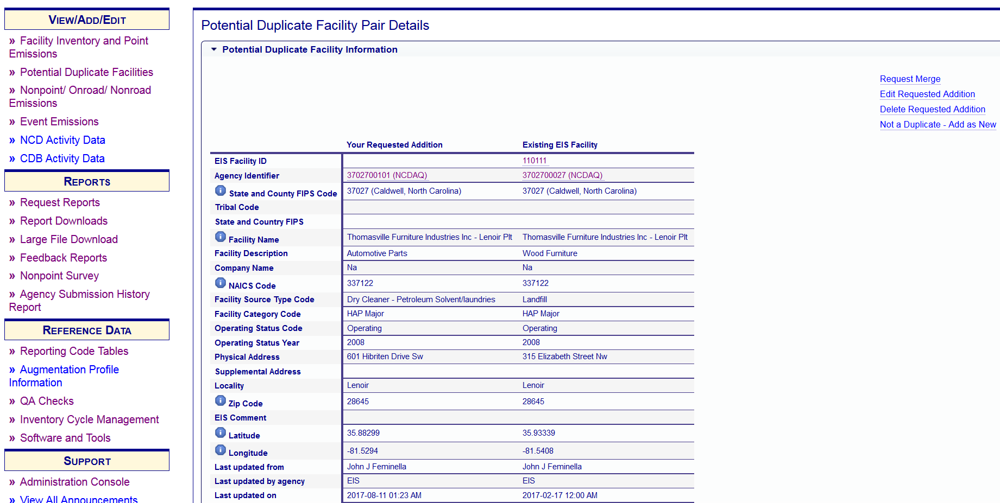 VIEW/ADD/EDIT
» Facility Inventory and Point
Emissions
» Potential Duplicate Facilities
» Nonpoint/ Onroad/ Nonroad
Emissions
» Event Emissions
» NCD Activity Data
» CDB Activity Data
REPORTS
» Request Reports
» Report Downloads
» Large File Download
» Feedback Reports
» Nonpoint Survey
» Agency Submission History
Report
REFERENCE DATA
» Reporting Code Tables
» Augmentation Profile
Information
» QA Checks
» Inventory Cycle Management
» Software and Tools
SUPPORT
» Administration Console
» View All Announcements
Potential Duplicate Facility Pair Details
Potential Duplicate Facility Information
Request Merge
Edit Requested Addition
Delete Requested Addition
Not a Duplicate - Add as New
Your Requested Addition Existing EIS Facility
EIS Facility ID 110111
Agency Identifier 3702700101 (NCDAQ) 3702700027 (NCDAQ)
State and County FIPS Code 37027 (Caldwell, North Carolina) 37027 (Caldwell, North Carolina)
Tribal Code
State and Country FIPS
Facility Name Thomasville Furniture Industries Inc - Lenoir Plt Thomasville Furniture Industries Inc - Lenoir Plt
Facility Description Automotive Parts Wood Furniture
Company Name Na Na
NAICS Code 337122 337122
Facility Source Type Code Dry Cleaner - Petroleum Solvent/laundries Landfill
Facility Category Code HAP Major HAP Major
Operating Status Code Operating Operating
Operating Status Year 2008 2008
Physical Address 601 Hibriten Drive Sw 315 Elizabeth Street Nw
Supplemental Address
Locality Lenoir Lenoir
Zip Code 28645 28645
EIS Comment
Latitude 35.88299 35.93339
Longitude -81.5294 -81.5408
Last updated from John J Feminella John J Feminella
Last updated by agency EIS EIS
Last updated on 2017-08-11 01:23 AM 2017-02-17 12:00 AM